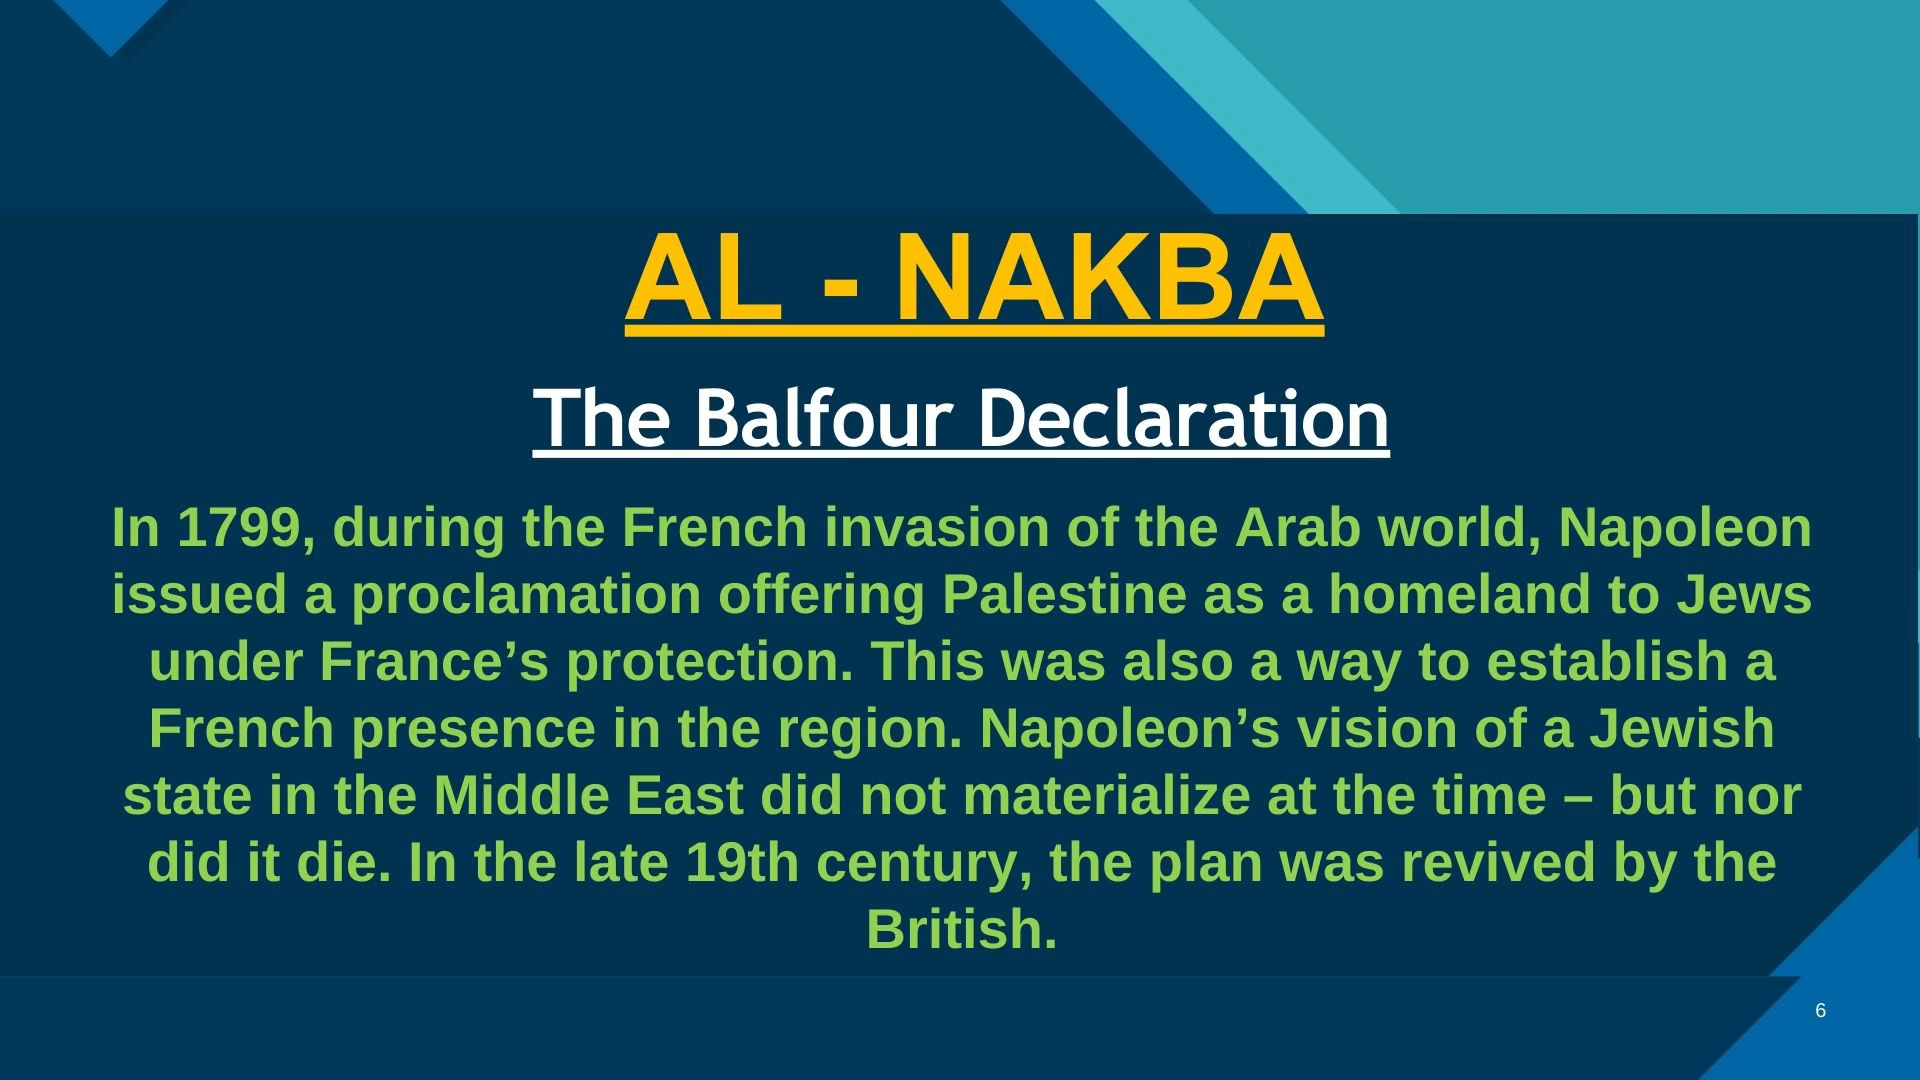 AL - NAKBA
The Balfour Declaration
In 1799, during the French invasion of the Arab world, Napoleon
issued a proclamation offering Palestine as a homeland to Jews
under France’s protection. This was also a way to establish a
French presence in the region. Napoleon’s vision of a Jewish
state in the Middle East did not materialize at the time – but nor
did it die. In the late 19th century, the plan was revived by the
British.
6